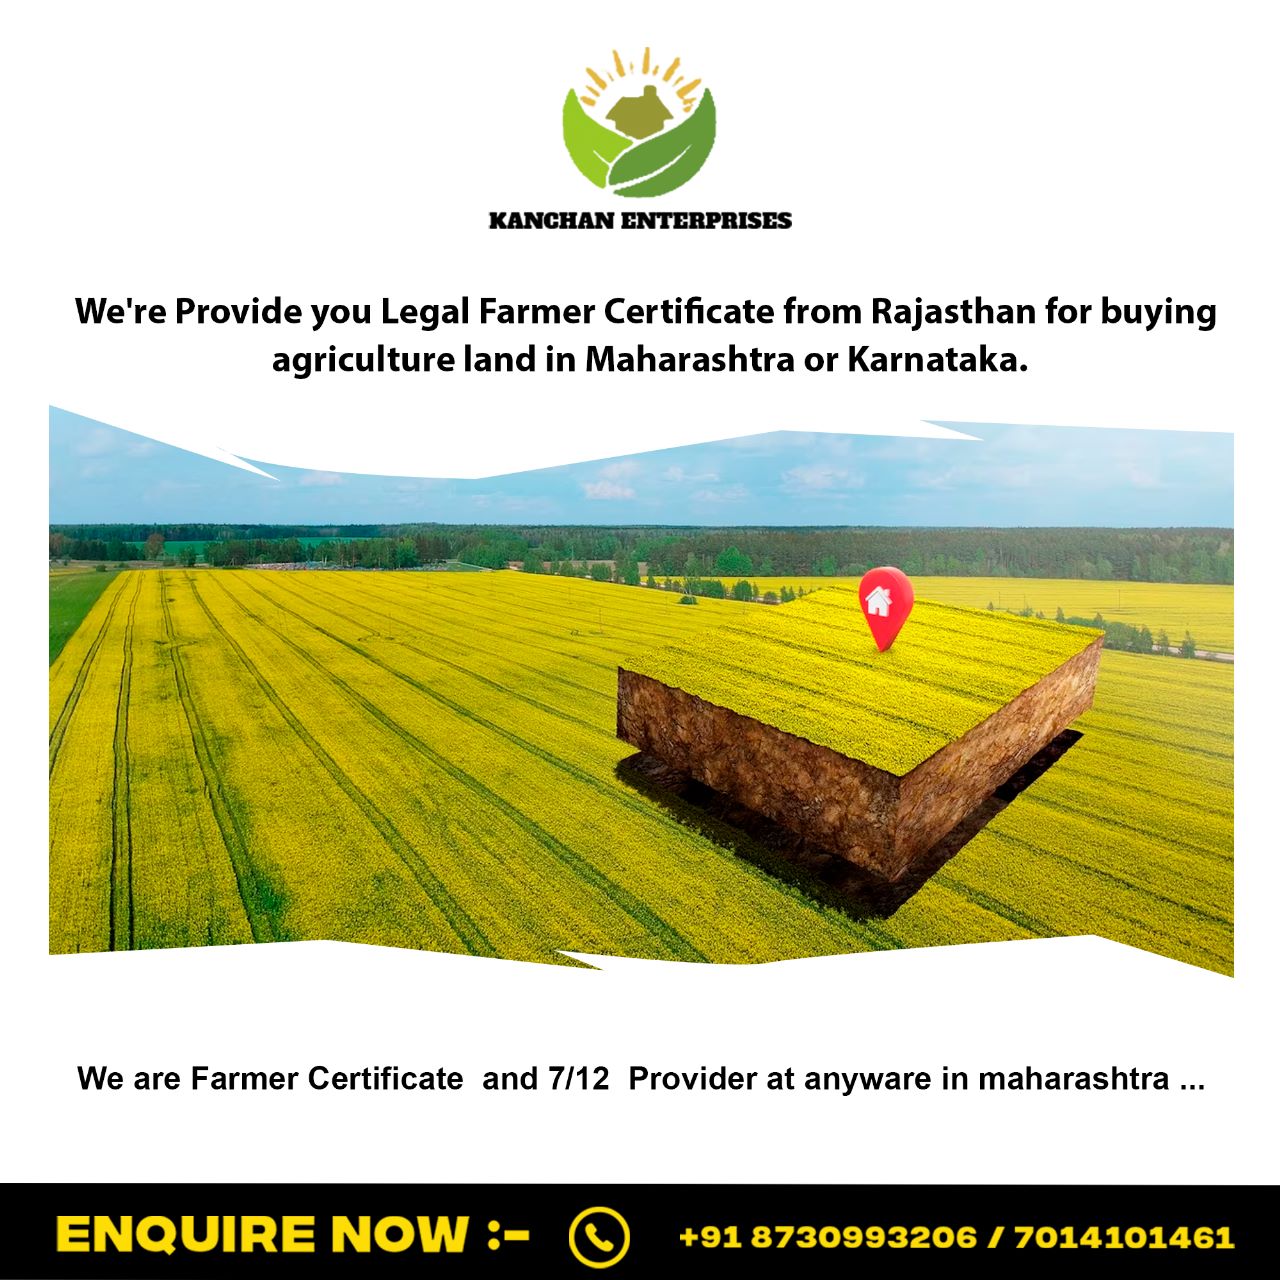 KANCHAN ENTERPRISES
We're Provide you Legal Farmer Certificate from Rajasthan for buying
agriculture land in Maharashtra or Karnataka.
We are Farmer Certificate  and 7/12  Provider at anyware in maharashtra ...
ENQUIRE NOW :- +91 8730993206 / 7014101461